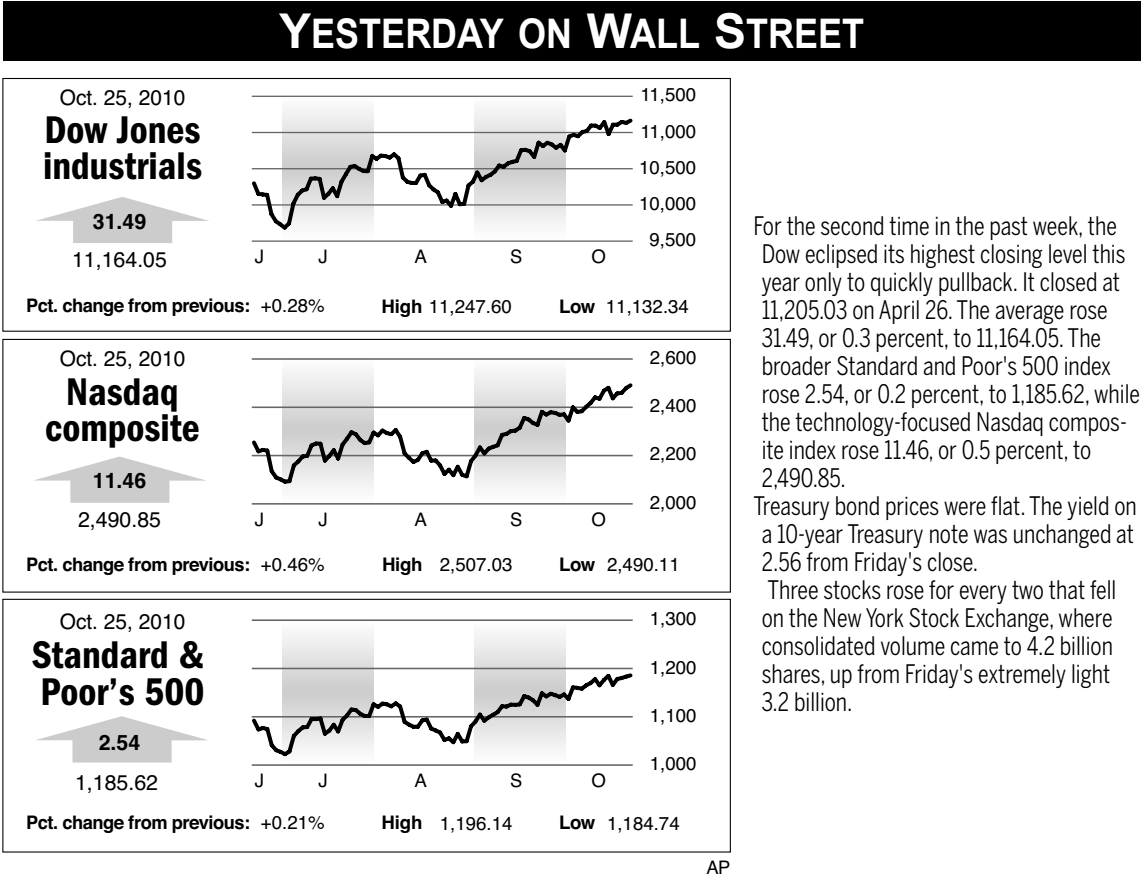 YESTERDAY ON WALL STREET
Oct. 25, 2010
Dow Jones
industrials
31.49
11,164.05
11,500
11,000
10,500
10,000
9,500
J J A S O
Pct. change from previous: +0.28% High 11,247.60 Low 11,132.34
Oct. 25, 2010
Nasdaq
composite
11.46
2,490.85
2,600
2,400
2,200
2,000
J J A S O
Pct. change from previous: +0.46% High 2,507.03 Low 2,490.11
Oct. 25, 2010
Standard &
Poor's 500
2.54
1,185.62
1,300
1,200
1,100
1,000
J J A S O
Pct. change from previous: +0.21% High 1,196.14 Low 1,184.74
AP
For the second time in the past week, the
Dow eclipsed its highest closing level this
year only to quickly pullback. It closed at
11,205.03 on April 26. The average rose
31.49, or 0.3 percent, to 11,164.05. The
broader Standard and Poor's 500 index
rose 2.54, or 0.2 percent, to 1,185.62, while
the technology-focused Nasdaq compos-
ite index rose 11.46, or 0.5 percent, to
2,490.85.
Treasury bond prices were flat. The yield on
a 10-year Treasury note was unchanged at
2.56 from Friday's close.
Three stocks rose for every two that fell
on the New York Stock Exchange, where
consolidated volume came to 4.2 billion
shares, up from Friday's extremely light
3.2 billion.